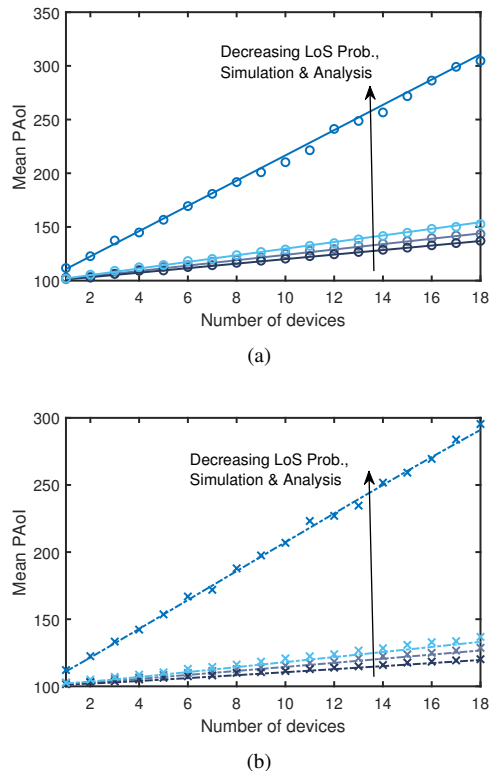 350
300
250
200
150
100
Mean PAoI
Decreasing LoS Prob.,
Simulation & Analysis
2 4 6 8 10 12 14 16 18
Number of devices
(a)
300
250
200
150
100
Mean PAoI
Decreasing LoS Prob.,
Simulation & Analysis
2 4 6 8 10 12 14 16 18
Number of devices
(b)